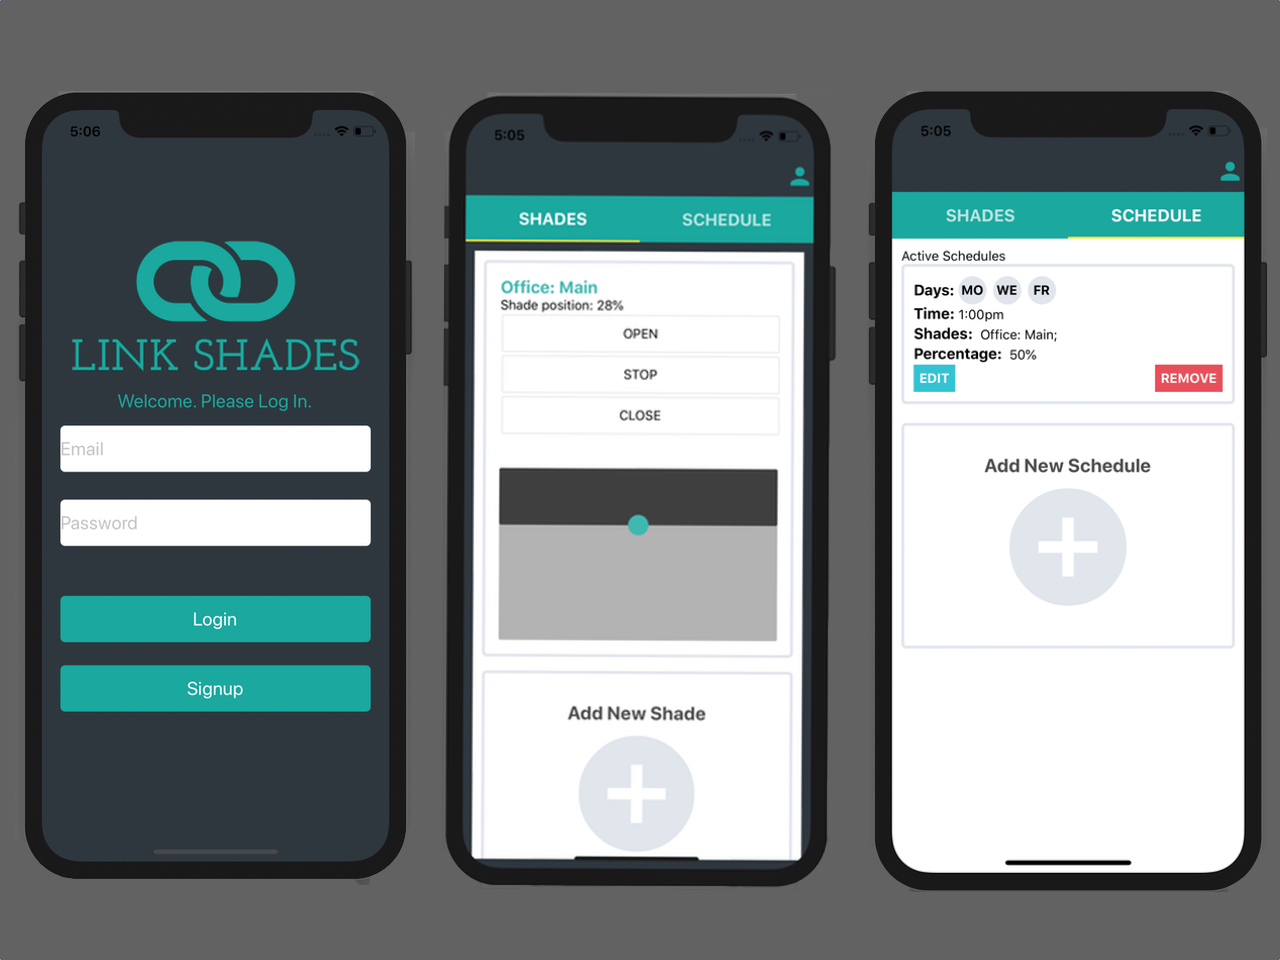 5:06
LINK SHADES
Welcome. Please Log In.
Email
Password
Login
Signup
5:05
SHADES SCHEDULE
Office: Main
Shade position: 28%
OPEN
STOP
CLOSE
Add New Shade
5:05
SHADES SCHEDULE
Active Schedules
Days: MO WE FR
Time: 1:00pm
Shades: Office: Main;
Percentage: 50%
EDIT REMOVE
Add New Schedule